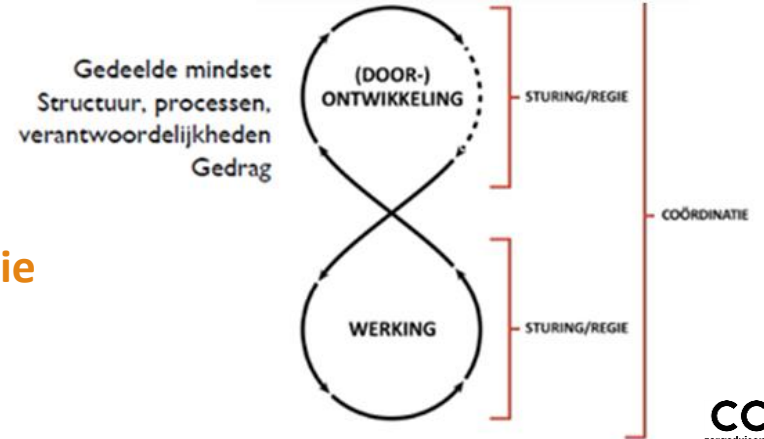 Gedeelde mindset
Structuur, processen,
verantwoordelijkheden
Gedrag
(DOOR-)
ONTWIKKELING
STURING/REGIE
COÖRDINATIE
ie
WERKING
STURING/REGIE
CC